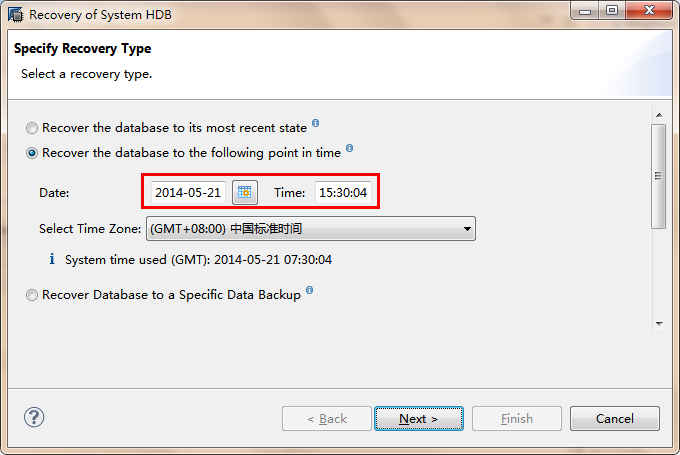 Recovery of System HDB
Specify Recovery Type
Select a recovery type.
Recover the database to its most recent state
Recover the database to the following point in time
Date: 2014-05-21 Time: 15:30:04
Select Time Zone: (GMT+08:00) 中国标准时间
System time used (GMT): 2014-05-21 07:30:04
Recover Database to a Specific Data Backup
< Back Next > Finish Cancel